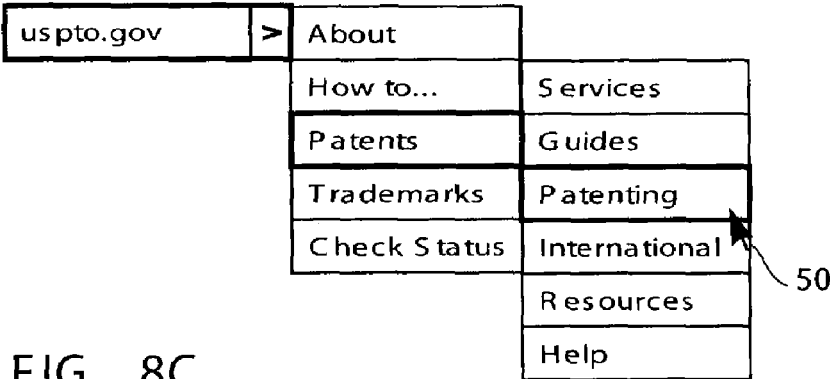 uspto.gov > About
How to... Services
Patents Guides
Trademarks Patenting
Check Status International
50
Resources
Help
FIG. 8C